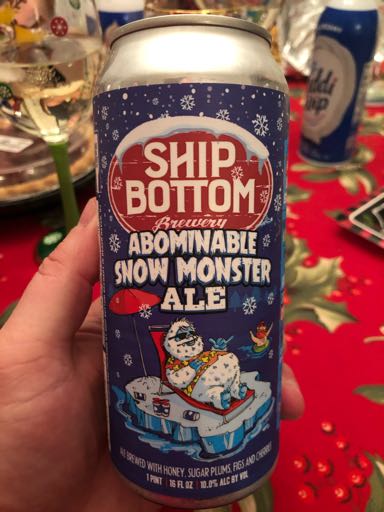 SHIP
BOTTOM
Brewery
ABOMINABLE
SNOW MONSTER
ALE
ALE BREWED WITH HONEY, SUGAR PLUMS, FIGS AND CHERRIES
1 PINT | 16 FL OZ | 10.0% ALC BY VOL